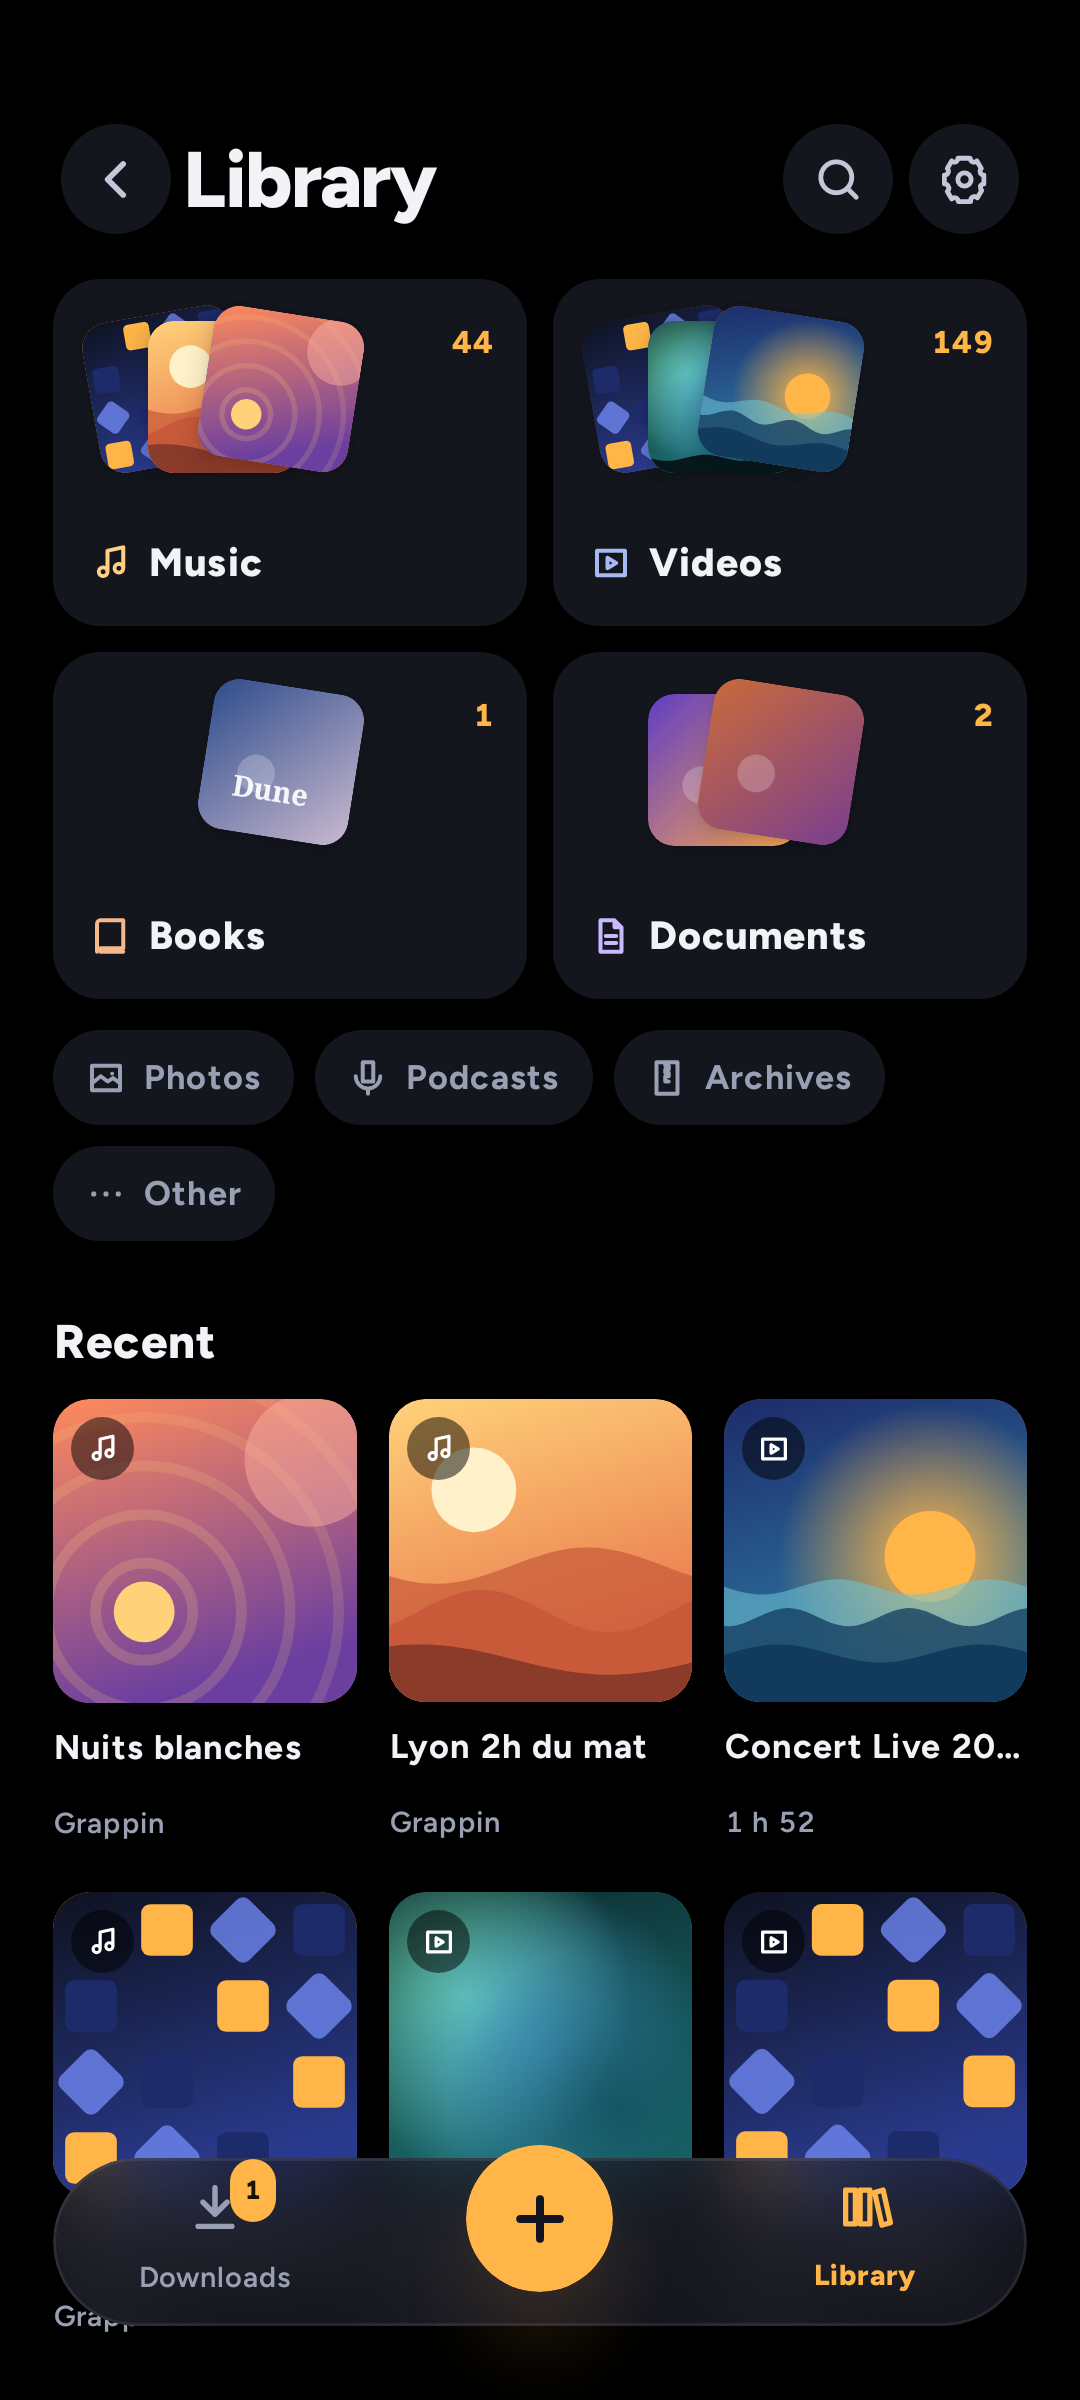 Library
44
149
Music
Videos
1
2
Dune
Books
Documents
Photos
Podcasts
Archives
Other
Recent
Nuits blanches
Lyon 2h du mat
Concert Live 20...
Grappin
Grappin
1 h 52
1
Downloads
Library